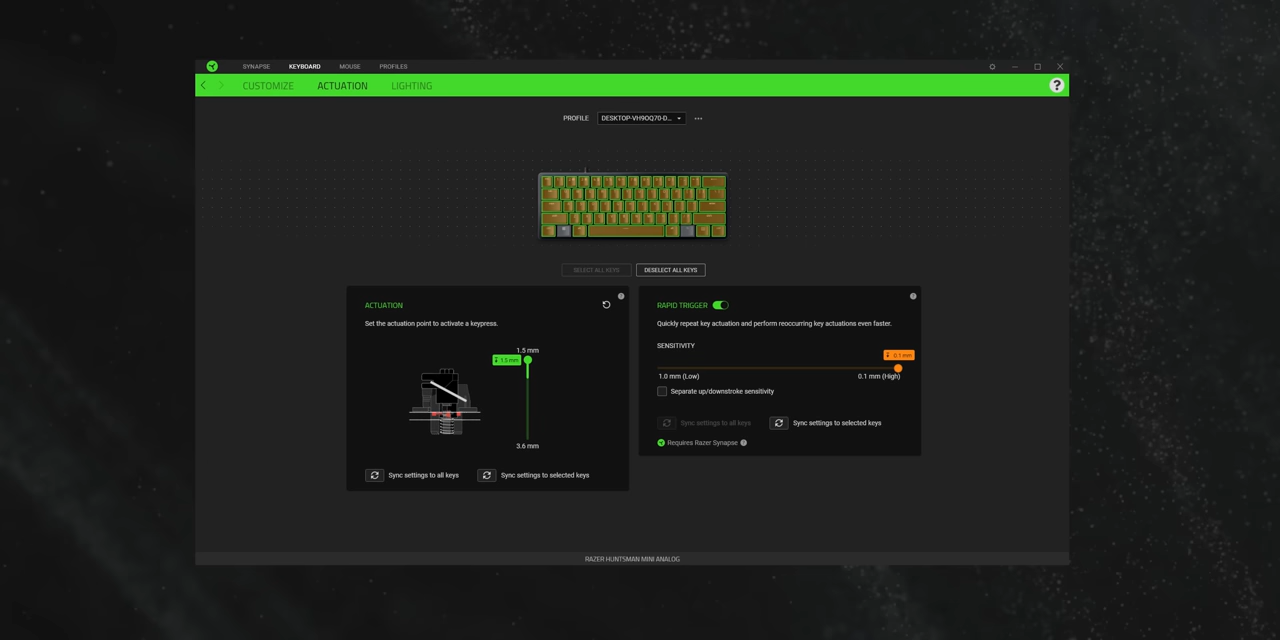 SYNAPSE KEYBOARD MOUSE PROFILES
CUSTOMIZE ACTUATION LIGHTING
?
PROFILE DESKTOP-VH9OQ70-D...
SELECT ALL KEYS DESELECT ALL KEYS
ACTUATION
Set the actuation point to activate a keypress.
1.5 mm
1.5 mm
3.6 mm
Sync settings to all keys Sync settings to selected keys
RAPID TRIGGER
Quickly repeat key actuation and perform reoccurring key actuations even faster.
SENSITIVITY
0.1 mm
1.0 mm (Low) 0.1 mm (High)
Separate up/downstroke sensitivity
Sync settings to all keys Sync settings to selected keys
Requires Razer Synapse ?
RAZER HUNTSMAN MINI ANALOG